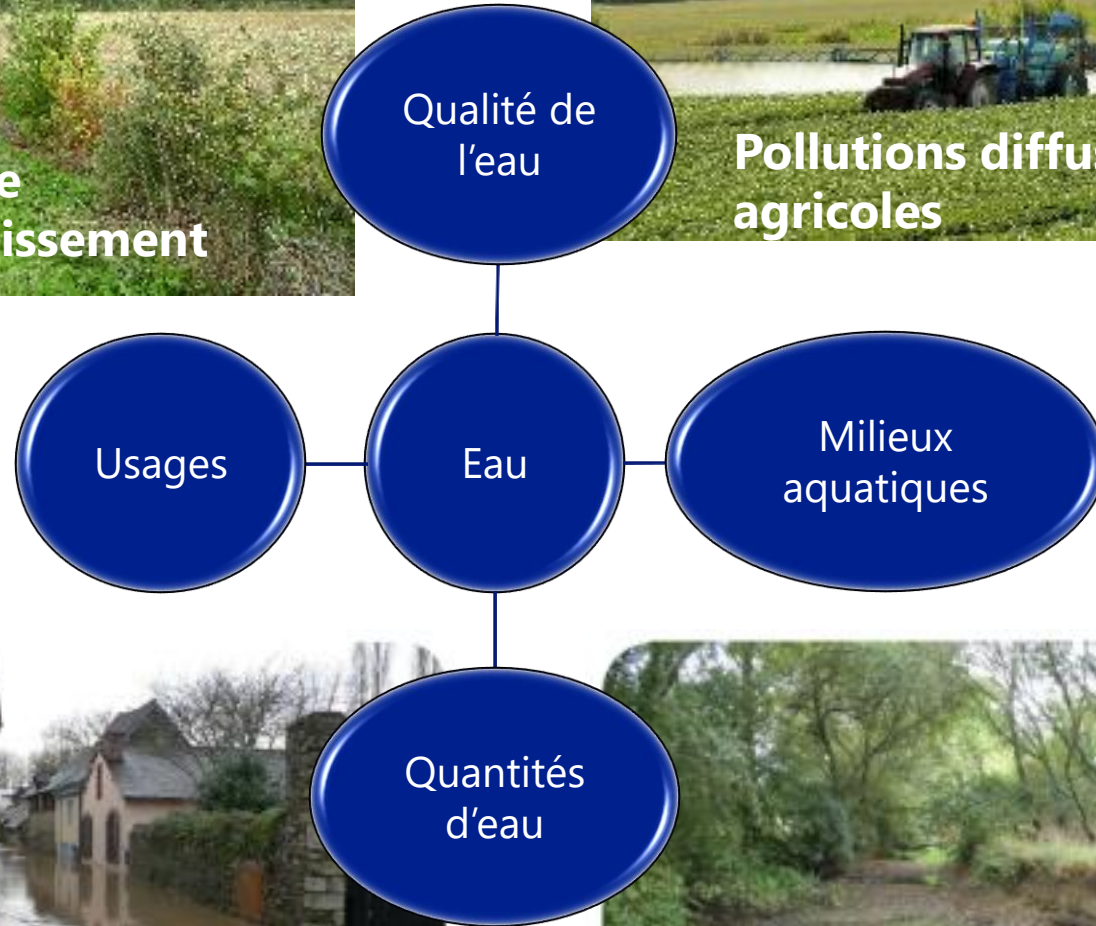 Qualité de
l'eau
Pollutions diffus
agricoles
e
issement
Usages
Eau
Milieux
aquatiques
Quantités
d'eau